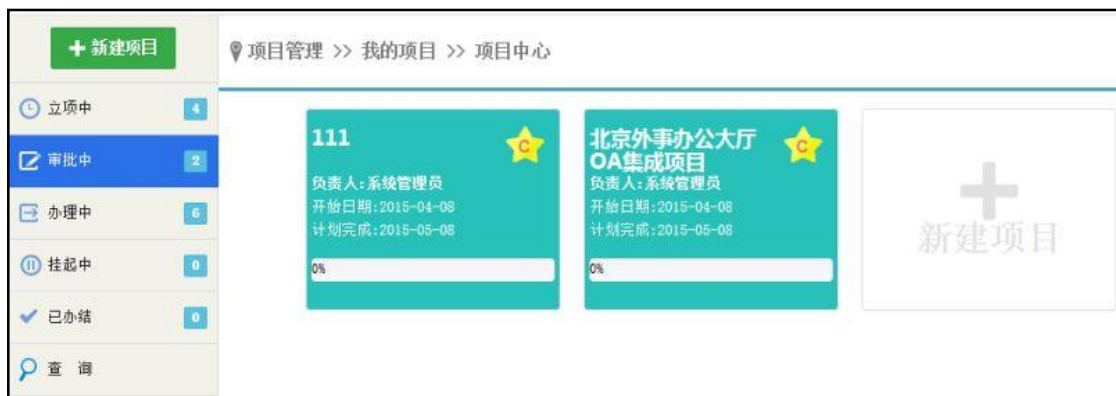 新建项目
项目管理 >> 我的项目 >> 项目中心
立项中 4
审批中 2
办理中 6
挂起中 0
已办结 0
查 询
111
C
负责人:系统管理员
开始日期:2015-04-08
计划完成:2015-05-08
0%
北京外事办公大厅
OA集成项目
C
负责人:系统管理员
开始日期:2015-04-08
计划完成:2015-05-08
0%
新建项目